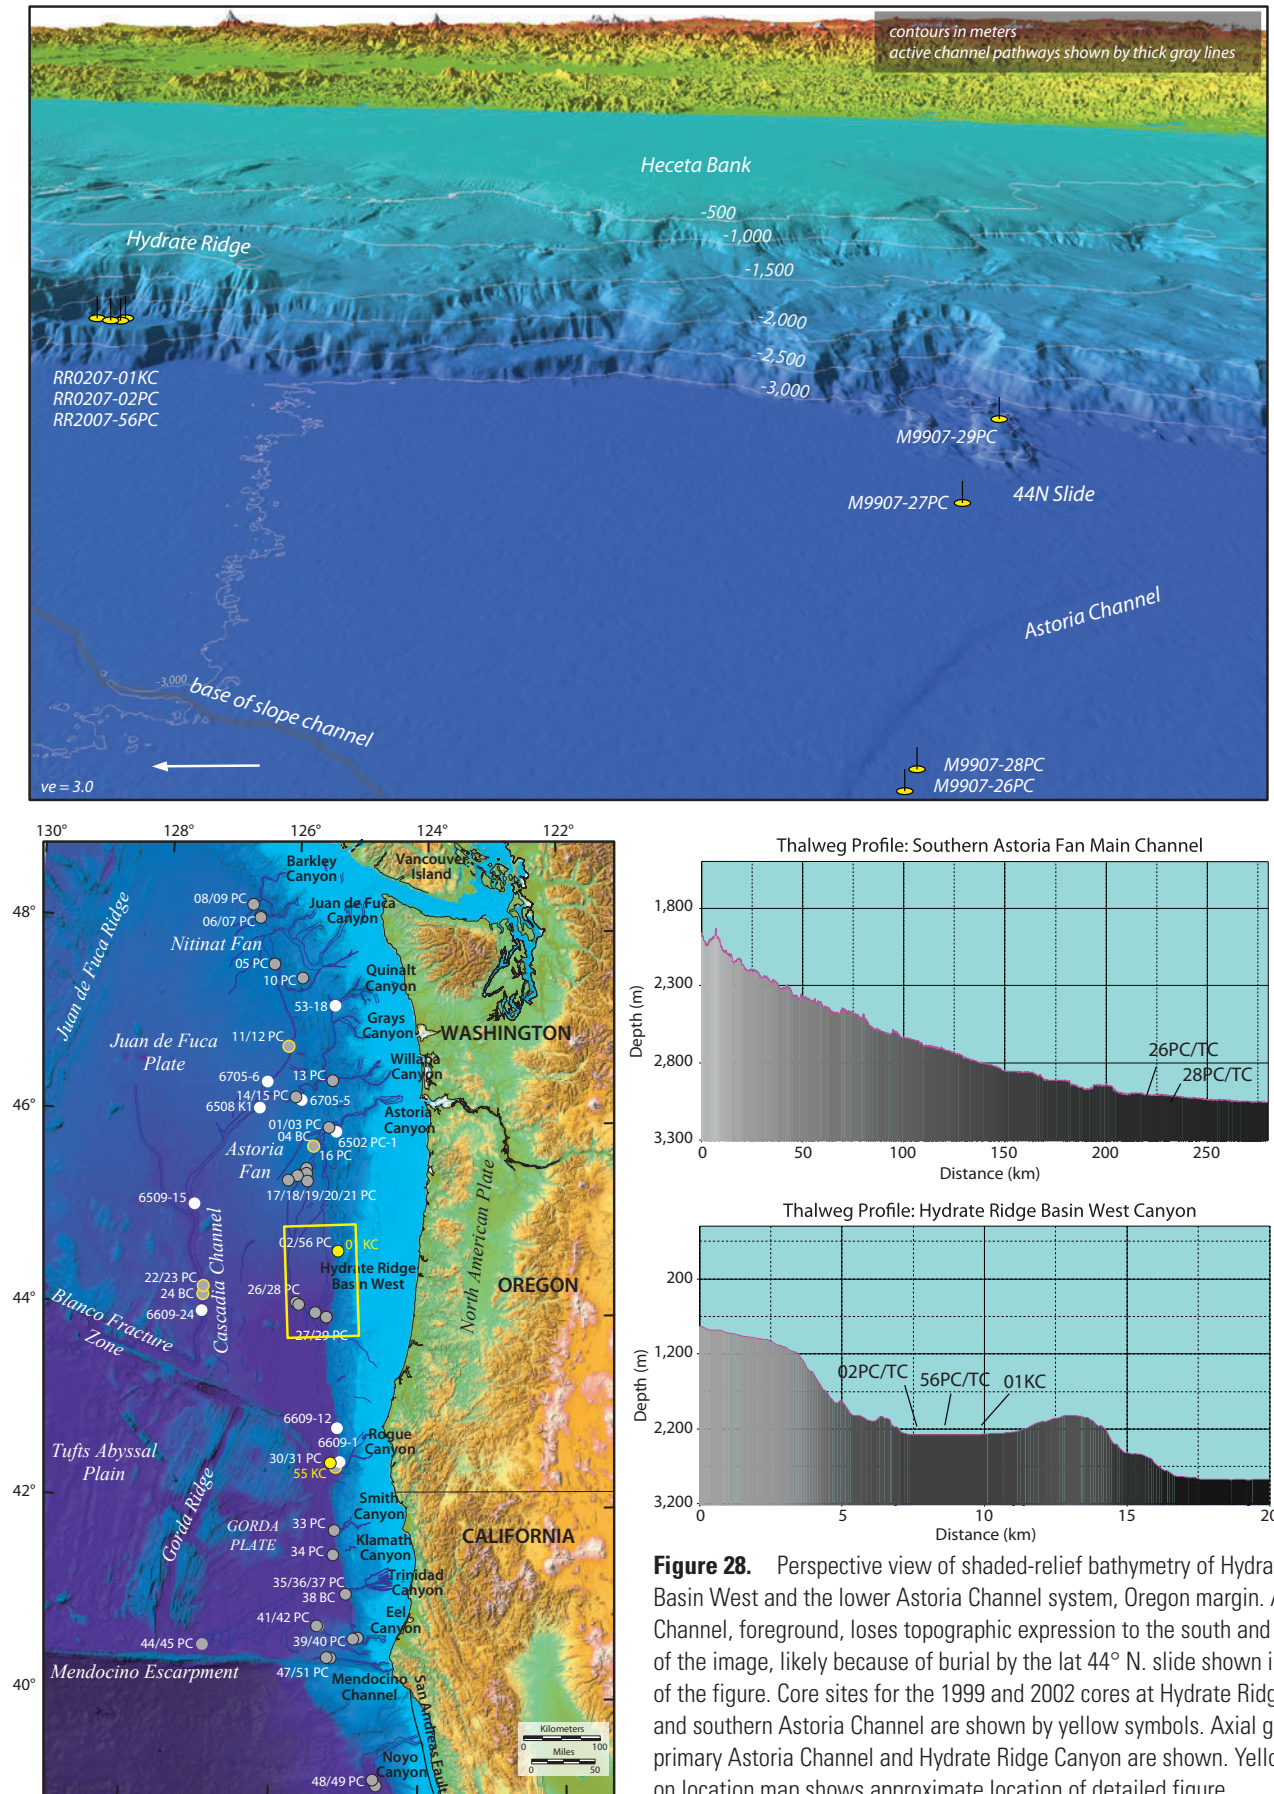 contours in meters
active channel pathways shown by thick gray lines
Heceta Bank
-500
-1,000
Hydrate Ridge
-1,500
-2,000
-2,500
-3,000
RR0207-01KC
RR0207-02PC
RR2007-56PC
M9907-29PC
44N Slide
M9907-27PC
Astoria Channel
-3,000
base of slope channel
M9907-28PC
M9907-26PC
ve = 3.0
130°
128°
126°
124°
122°
48°
46°
44°
42°
40°
Barkley
Canyon
Vancouver
Island
08/09 PC
Juan de Fuca
Canyon
06/07 PC
Nitinat Fan
Juan de Fuca Ridge
05 PC
10 PC
Quinalt
Canyon
53-18
Grays
Canyon
WASHINGTON
11/12 PC
Juan de Fuca
Plate
Willapa
Canyon
6705-6
13 PC
14/15 PC
6705-5
6508 K1
Astoria
Canyon
01/03 PC
04 BC
6502 PC-1
16 PC
Astoria
Fan
17/18/19/20/21 PC
6509-15
North American Plate
Cascadia Channel
02/56 PC
01 KC
Hydrate Ridge
Basin West
OREGON
22/23 PC
24 BC
26/28 PC
6609-24
Blanco Fracture
Zone
27/29 PC
6609-12
6609-1
Rogue
Canyon
Tufts Abyssal
Plain
30/31 PC
55 KC
Gorda Ridge
Smith
Canyon
GORDA
PLATE
33 PC
Klamath
Canyon
CALIFORNIA
34 PC
Trinidad
Canyon
35/36/37 PC
38 BC
41/42 PC
Eel
Canyon
39/40 PC
44/45 PC
Mendocino Escarpment
47/51 PC
Mendocino
Channel
San Andreas Fault
Noyo
Canyon
48/49 PC
Kilometers
0 100
Miles
0 50
Thalweg Profile: Southern Astoria Fan Main Channel
Depth (m)
1,800
2,300
2,800
3,300
26PC/TC
28PC/TC
0 50 100 150 200 250
Distance (km)
Thalweg Profile: Hydrate Ridge Basin West Canyon
Depth (m)
200
1,200
2,200
3,200
02PC/TC
56PC/TC
01KC
0 5 10 15 20
Distance (km)
Figure 28. Perspective view of shaded-relief bathymetry of Hydra
Basin West and the lower Astoria Channel system, Oregon margin. A
Channel, foreground, loses topographic expression to the south and
of the image, likely because of burial by the lat 44° N. slide shown i
of the figure. Core sites for the 1999 and 2002 cores at Hydrate Ridg
and southern Astoria Channel are shown by yellow symbols. Axial g
primary Astoria Channel and Hydrate Ridge Canyon are shown. Yello
on location map shows approximate location of detailed figure.